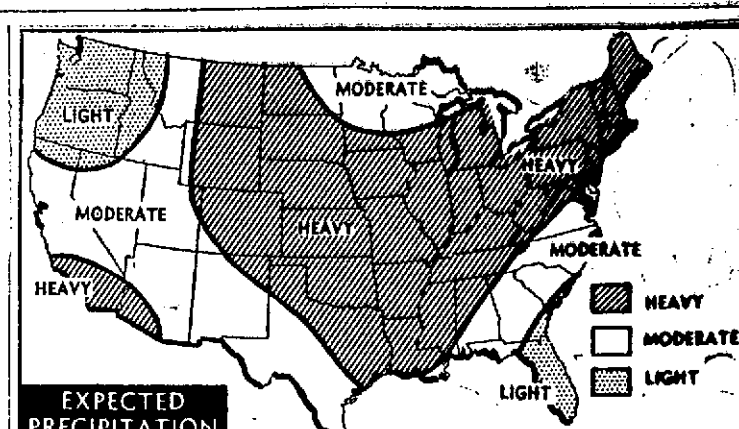 MODERATE
LIGHT
HEAVY
MODERATE
HEAVY
MODERATE
HEAVY
HEAVY
MODERATE
LIGHT
LIGHT
EXPECTED
PRECIPITATION